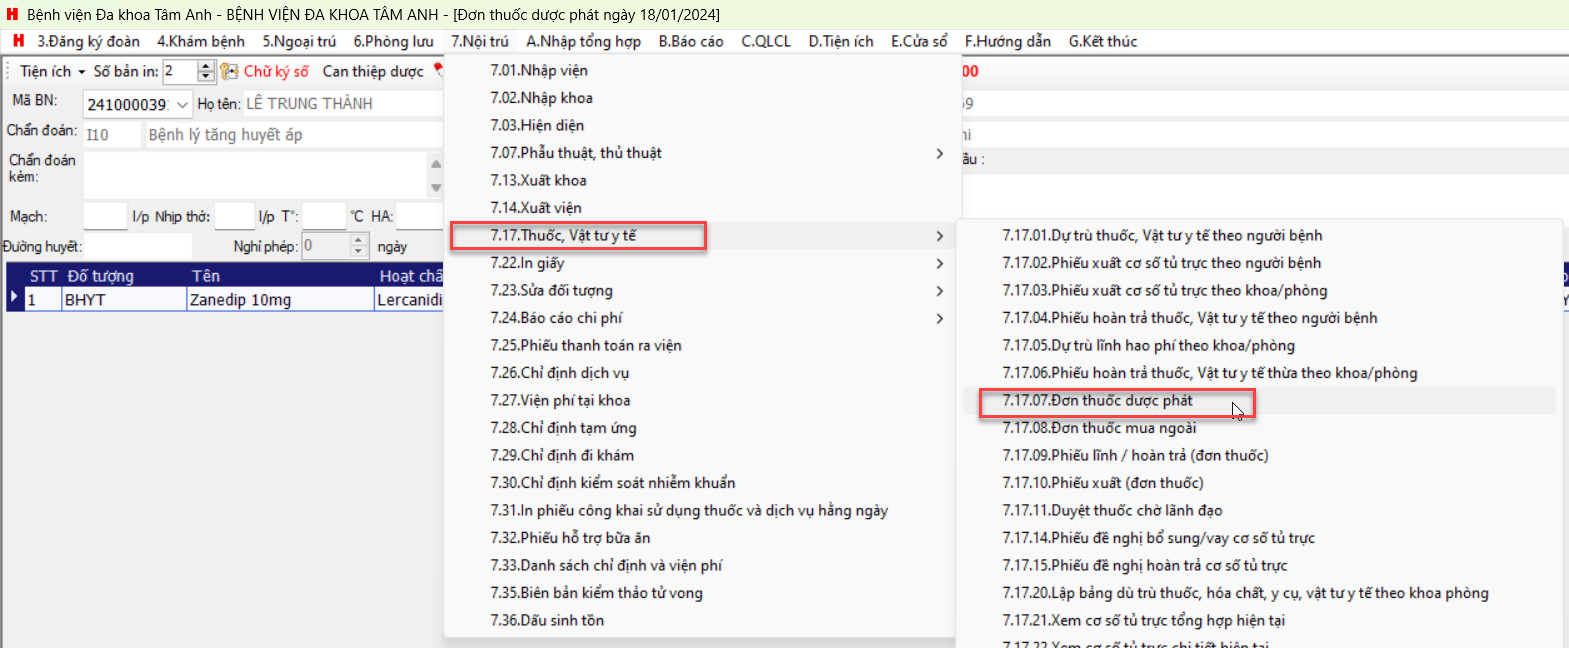 Bệnh viện Đa khoa Tâm Anh - BỆNH VIỆN ĐA KHOA TÂM ANH - [Đơn thuốc dược phát ngày 18/01/2024]
3.Đăng ký đoàn 4.Khám bệnh 5.Ngoại trú 6.Phòng lưu 7.Nội trú A.Nhập tổng hợp B.Báo cáo C.QLCL D.Tiện ích E.Cửa sổ F.Hướng dẫn G.Kết thúc
Tiện ích Số bản in: 2 Chữ ký số Can thiệp dược 00
Mã BN: 241000039 Họ tên: LÊ TRUNG THÀNH 59
Chẩn đoán: I10 Bệnh lý tăng huyết áp
Chẩn đoán kèm:
Mạch: l/p Nhịp thở: l/p T°: °C HA:
Đường huyết: Nghỉ phép: 0 ngày
STT Đố tượng Tên Hoạt
1 BHYT Zanedip 10mg Lercanidi
7.01.Nhập viện
7.02.Nhập khoa
7.03.Hiện diện
7.07.Phẫu thuật, thủ thuật
7.13.Xuất khoa
7.14.Xuất viện
7.17.Thuốc, Vật tư y tế
7.22.In giấy
7.23.Sửa đối tượng
7.24.Báo cáo chi phí
7.25.Phiếu thanh toán ra viện
7.26.Chỉ định dịch vụ
7.27.Viện phí tại khoa
7.28.Chỉ định tạm ứng
7.29.Chỉ định đi khám
7.30.Chỉ định kiểm soát nhiễm khuẩn
7.31.In phiếu công khai sử dụng thuốc và dịch vụ hằng ngày
7.32.Phiếu hỗ trợ bữa ăn
7.33.Danh sách chỉ định và viện phí
7.35.Biên bản kiểm thảo tử vong
7.36.Dấu sinh tồn
7.17.01.Dự trù thuốc, Vật tư y tế theo người bệnh
7.17.02.Phiếu xuất cơ số tủ trực theo người bệnh
7.17.03.Phiếu xuất cơ số tủ trực theo khoa/phòng
7.17.04.Phiếu hoàn trả thuốc, Vật tư y tế theo người bệnh
7.17.05.Dự trù lĩnh hao phí theo khoa/phòng
7.17.06.Phiếu hoàn trả thuốc, Vật tư y tế thừa theo khoa/phòng
7.17.07.Đơn thuốc dược phát
7.17.08.Đơn thuốc mua ngoài
7.17.09.Phiếu lĩnh / hoàn trả (đơn thuốc)
7.17.10.Phiếu xuất (đơn thuốc)
7.17.11.Duyệt thuốc chờ lãnh đạo
7.17.14.Phiếu đề nghị bổ sung/vay cơ số tủ trực
7.17.15.Phiếu đề nghị hoàn trả cơ số tủ trực
7.17.20.Lập bảng dù trù thuốc, hóa chất, y cụ, vật tư y tế theo khoa phòng
7.17.21.Xem cơ số tủ trực tổng hợp hiện tại
7.17.22.Xem cơ số tủ trực chi tiết hiện tại